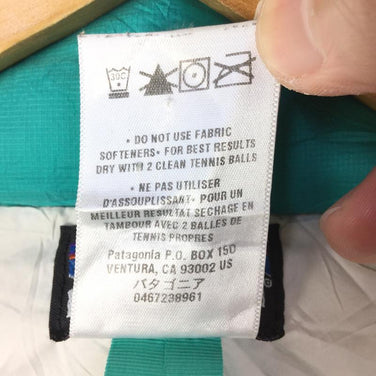 30C
• DO NOT USE FABRIC
SOFTENERS• FOR BEST RESULTS
DRY WITH 2 CLEAN TENNIS BALLS
• NE PAS UTILISER
D'ASSOUPLISSANT• POUR UN
MEILLEUR RESULTAT SECHAGE EN
TAMBOUR AVEC 2 BALLES DE
TENNIS PROPRES
Patagonia P.O. BOX 150
VENTURA, CA 93002 US
パタゴニア
0467238961